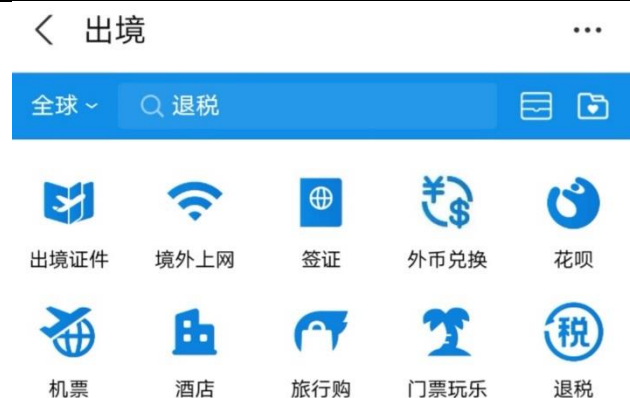 出境
全球 退税
出境证件 境外上网 签证 外币兑换 花呗
机票 酒店 旅行购 门票玩乐 退税
税